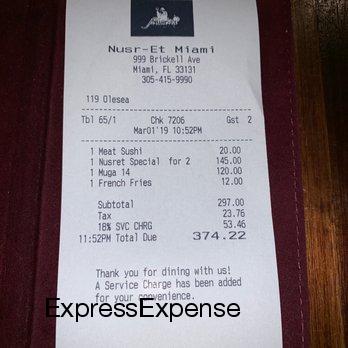 Nusr-Et Miami
999 Brickell Ave
Miami, FL 33131
305-415-9990
119 Olesea
Tbl 65/1 Chk 7206 Gst 2
Mar01'19 10:52PM
1 Meat Sushi 20.00
1 Nusret Special for 2 145.00
1 Muga 14 120.00
1 French Fries 12.00
Subtotal 297.00
Tax 23.76
18% SVC CHRG 53.46
11:52PM Total Due 374.22
Thank you for dining with us!
A Service Charge has been added
for your convenience.
ExpressExpense